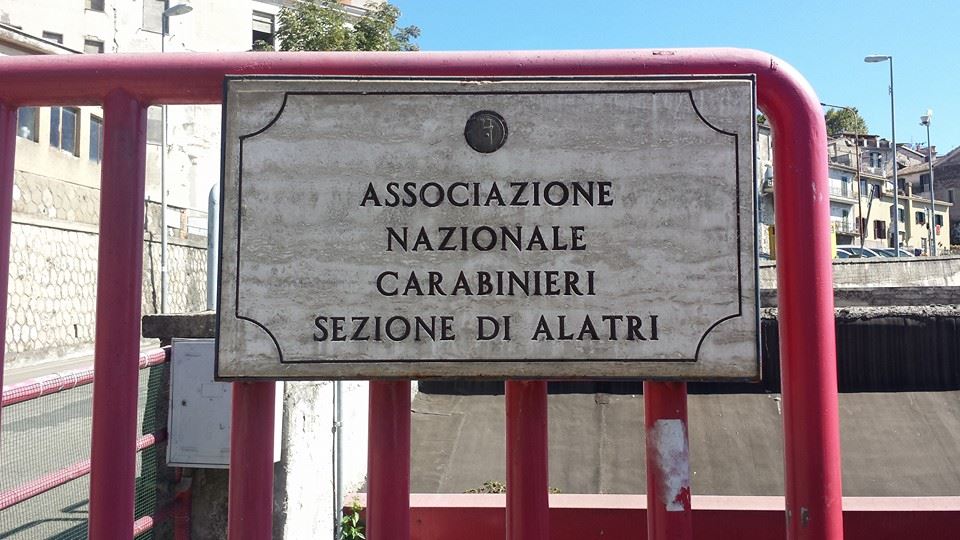 ASSOCIAZIONE
NAZIONALE
CARABINIERI
SEZIONE DI ALATRI